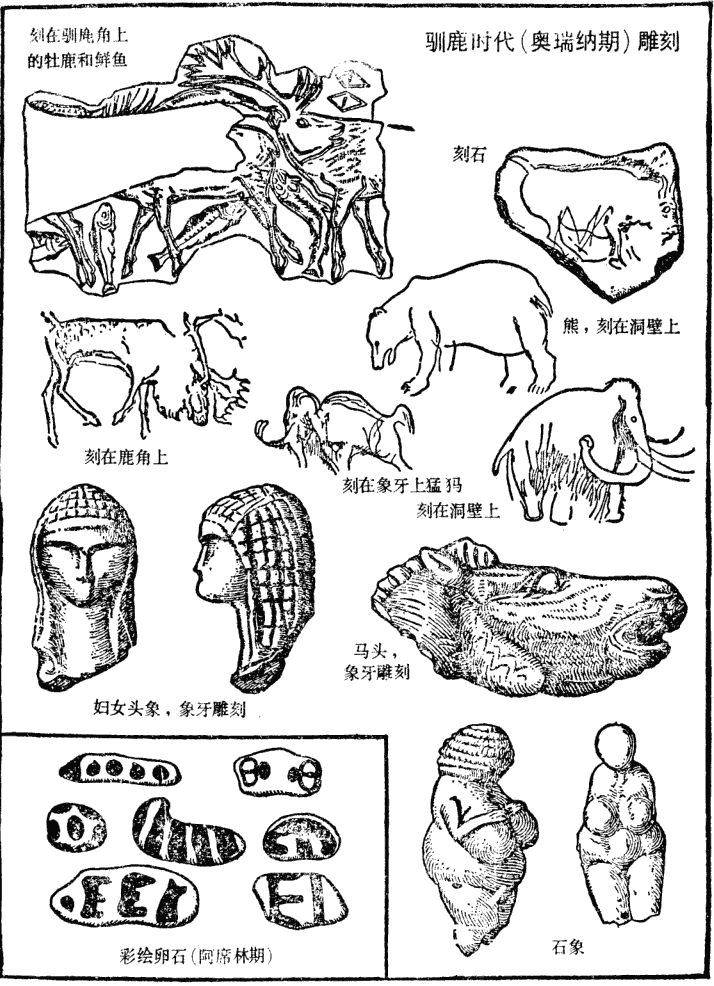 刻在驯鹿角上
的牡鹿和鲜鱼
驯鹿时代(奥瑞纳期)雕刻
刻石
熊,刻在洞壁上
刻在鹿角上
刻在象牙上猛犸
刻在洞壁上
马头,
象牙雕刻
妇女头象,象牙雕刻
彩绘卵石(阿席林期)
石象